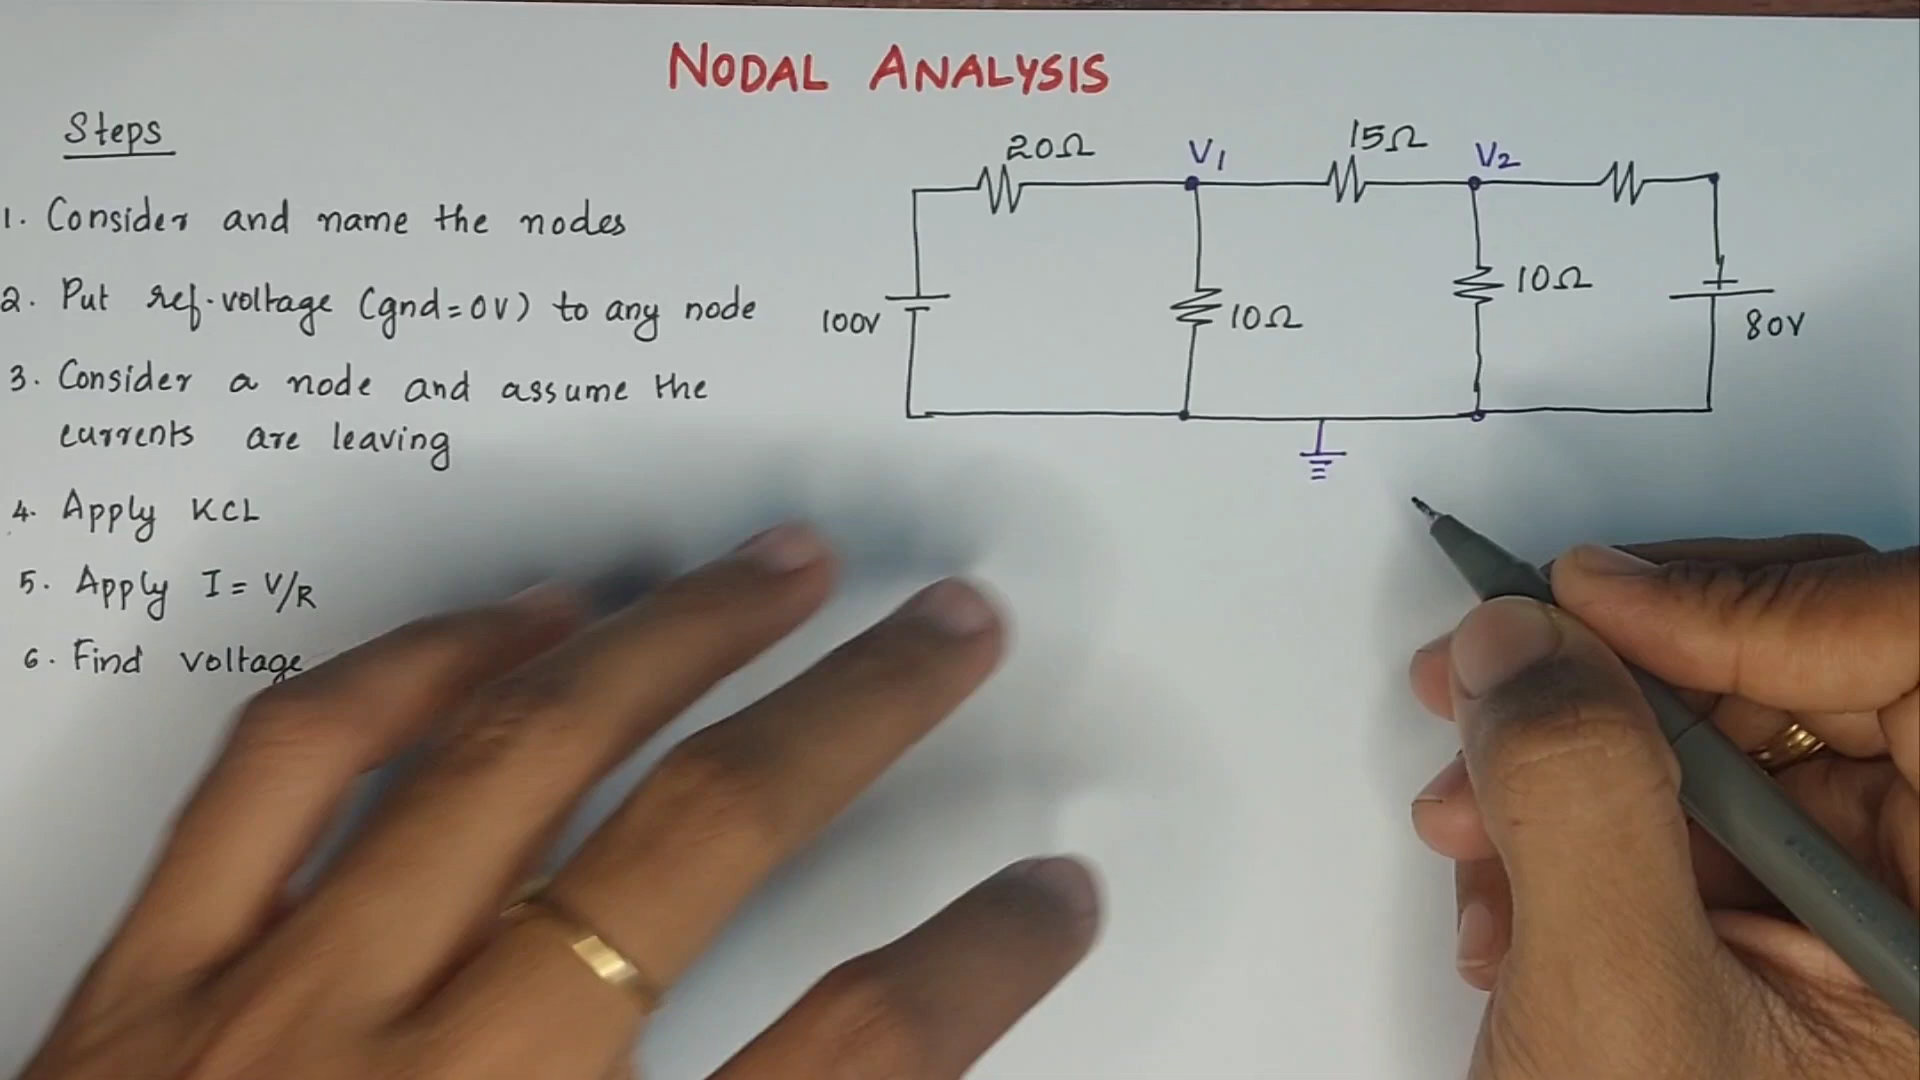 NODAL ANALYSIS
Steps
1. Consider and name the nodes
2. Put ref. voltage (gnd = 0V) to any node
3. Consider a node and assume the
currents are leaving
4. Apply KCL
5. Apply I = V/R
6. Find voltage
20Ω
V1
15Ω
V2
100V
10Ω
10Ω
80V